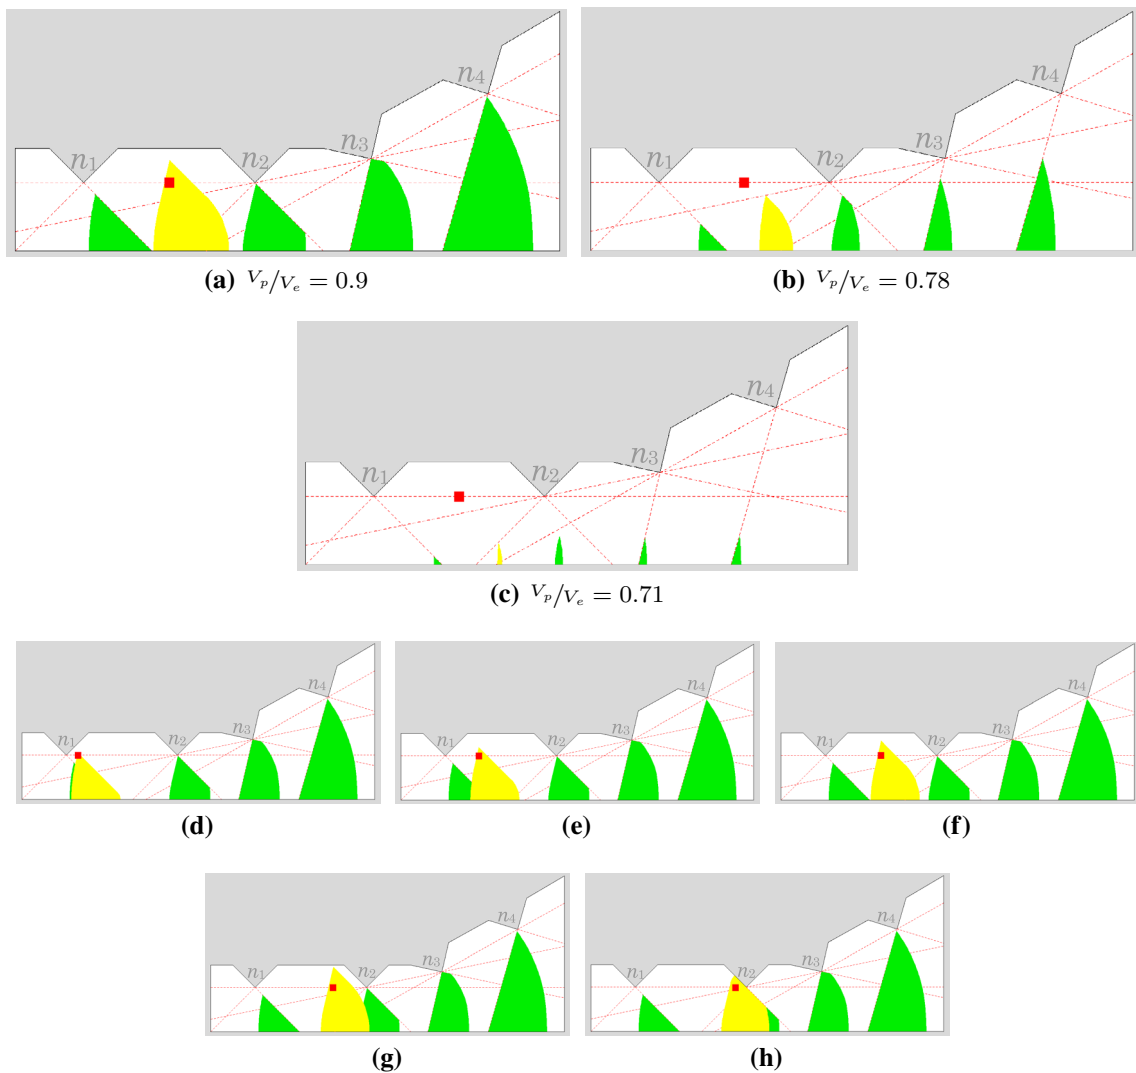 n1 n2 n3 n4
n1 n2 n3 n4
(a) Vp/Ve = 0.9
(b) Vp/Ve = 0.78
n1 n2 n3 n4
(c) Vp/Ve = 0.71
n1 n2 n3 n4
n1 n2 n3 n4
n1 n2 n3 n4
(d)
(e)
(f)
n1 n2 n3 n4
n1 n2 n3 n4
(g)
(h)